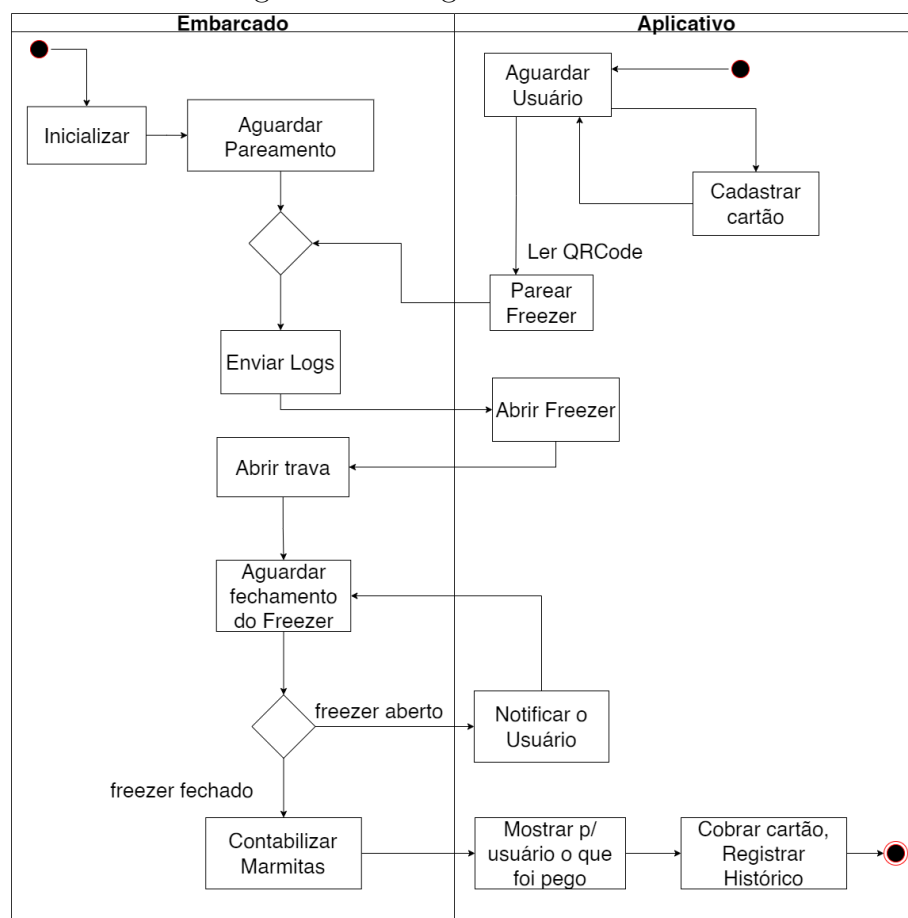 Embarcado
Aplicativo
Inicializar
Aguardar
Pareamento
Aguardar
Usuário
Cadastrar
cartão
Ler QRCode
Parear
Freezer
Enviar Logs
Abrir Freezer
Abrir trava
Aguardar
fechamento
do Freezer
freezer aberto
Notificar o
Usuário
freezer fechado
Contabilizar
Marmitas
Mostrar p/
usuário o que
foi pego
Cobrar cartão,
Registrar
Histórico